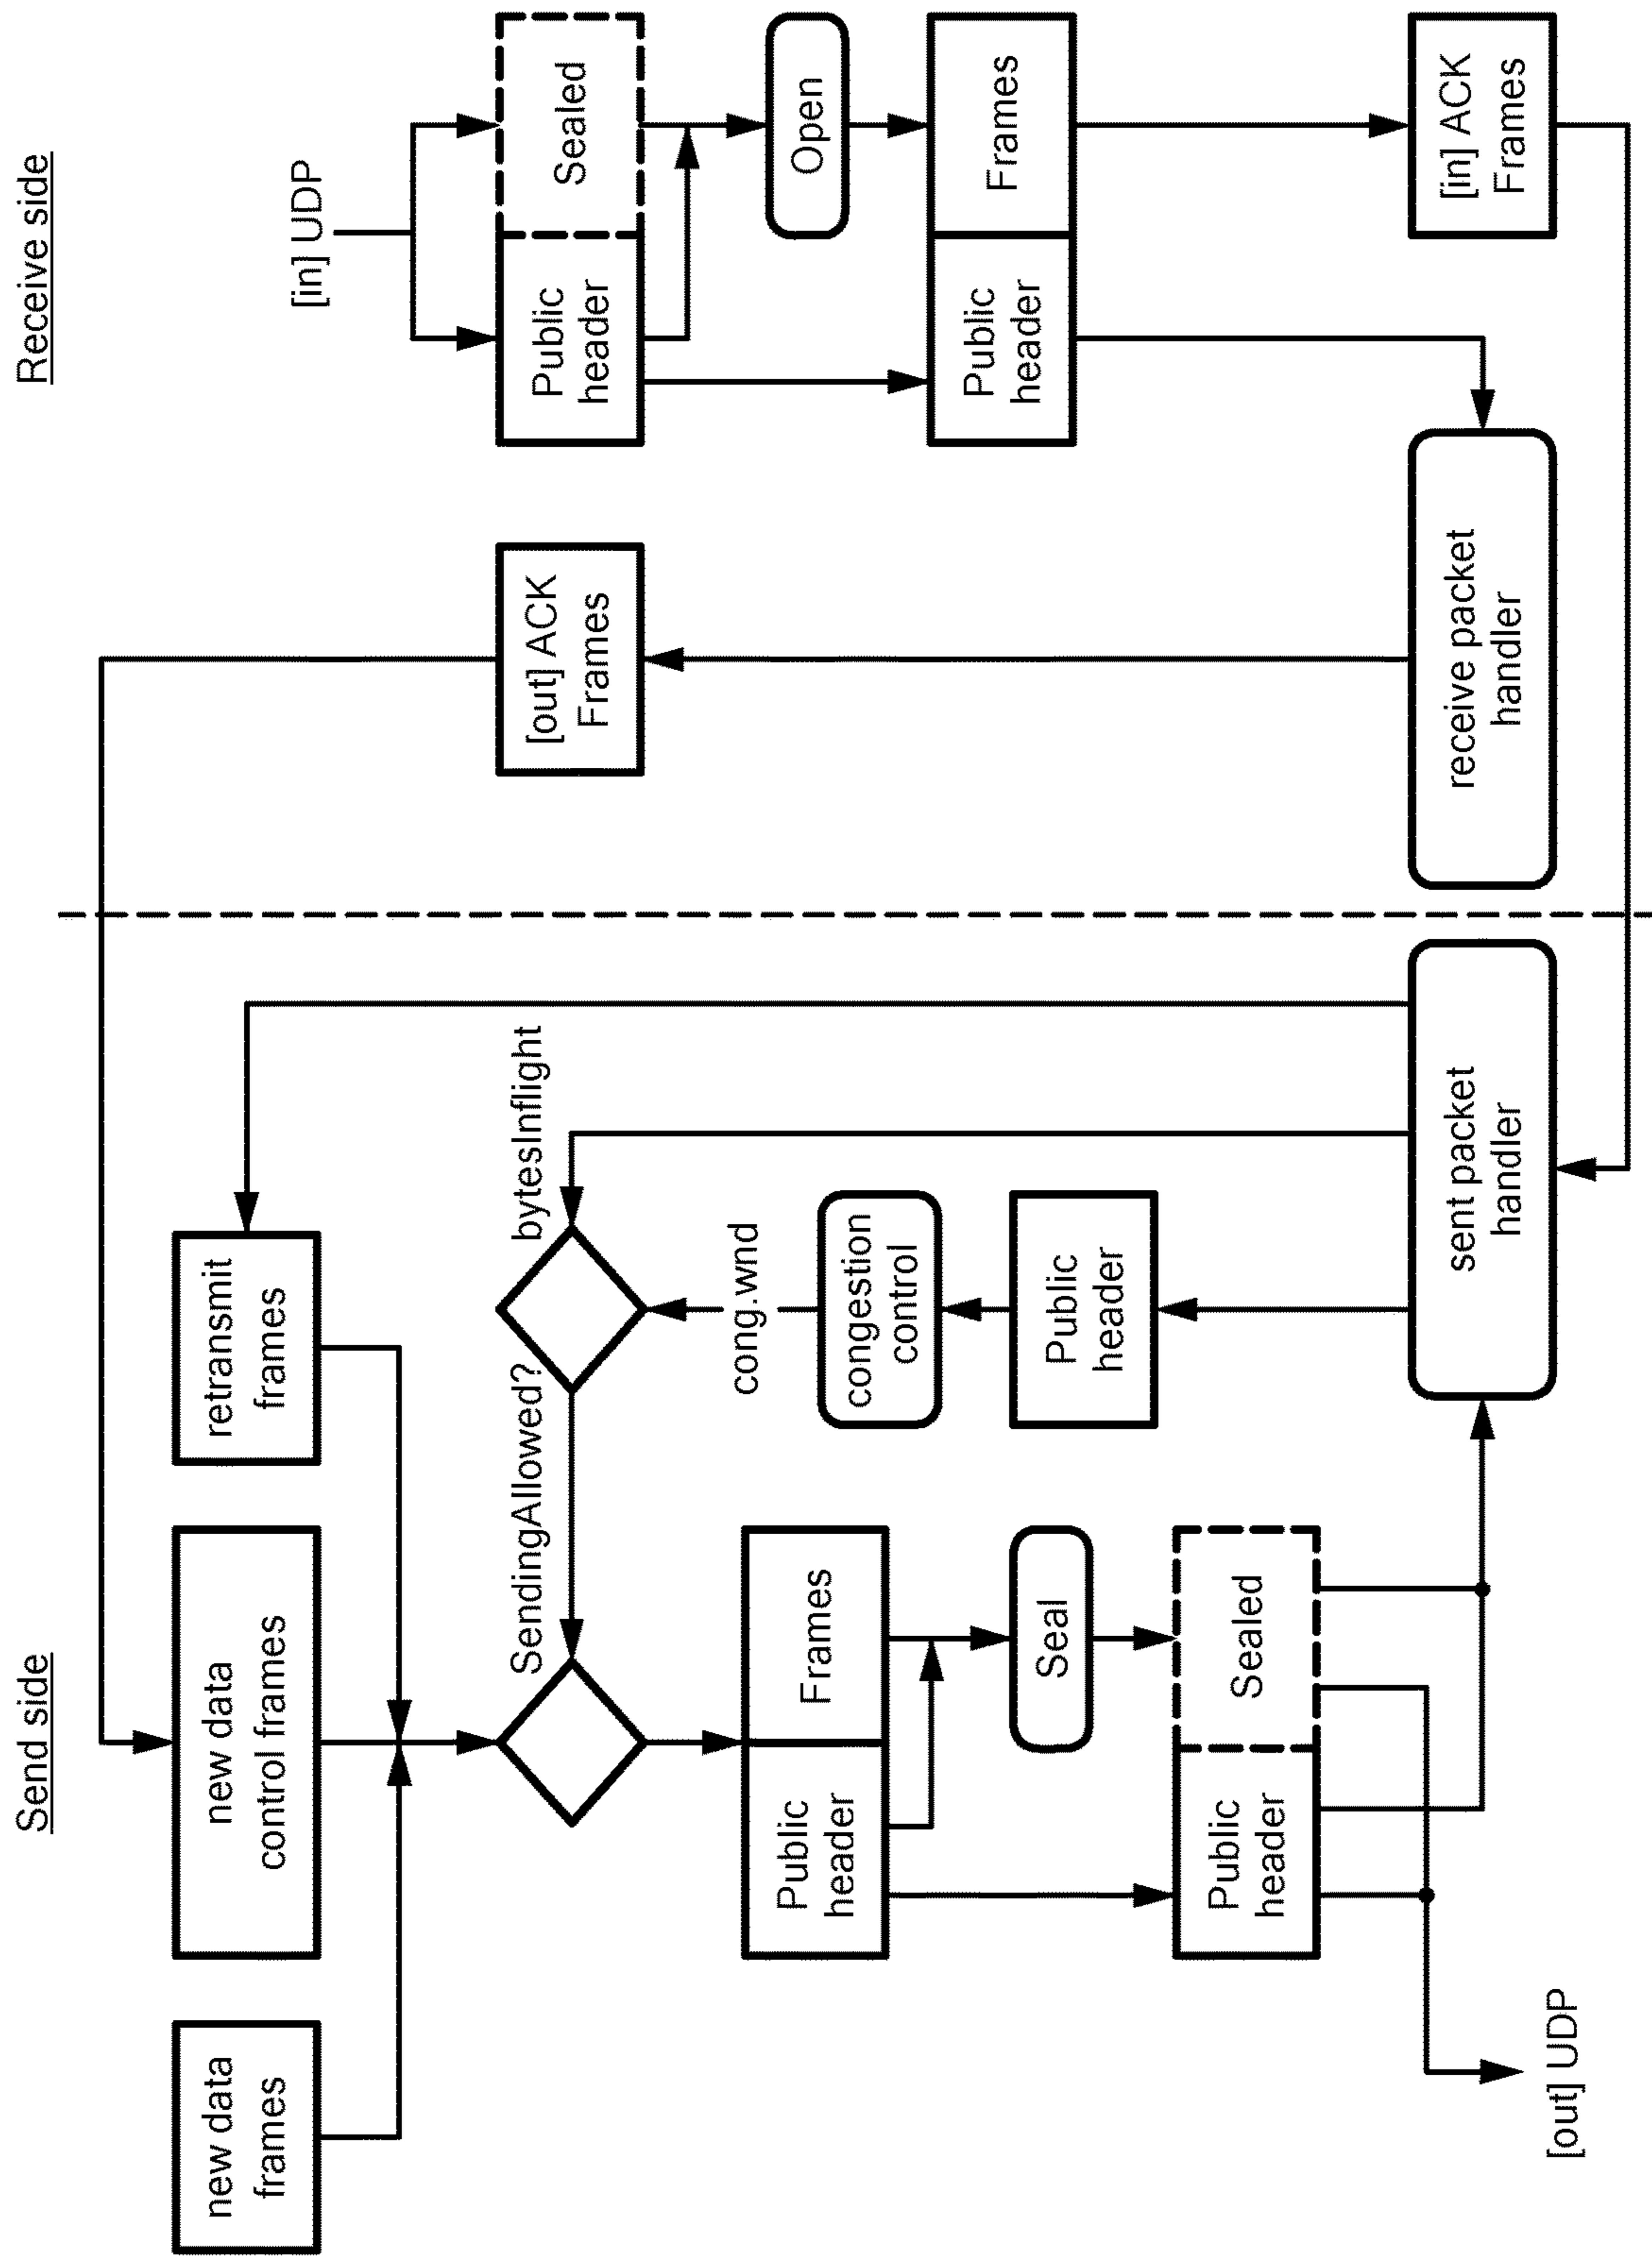 Send side
Receive side
new data
frames
new data
control frames
retransmit
frames
[in] UDP
SendingAllowed?
bytesInflight
[out] ACK
Frames
Public
header
Sealed
cong.wnd
Public
header
Frames
congestion
control
Open
Seal
Public
header
Public
header
Frames
Public
header
Sealed
[out] UDP
sent packet
handler
receive packet
handler
[in] ACK
Frames